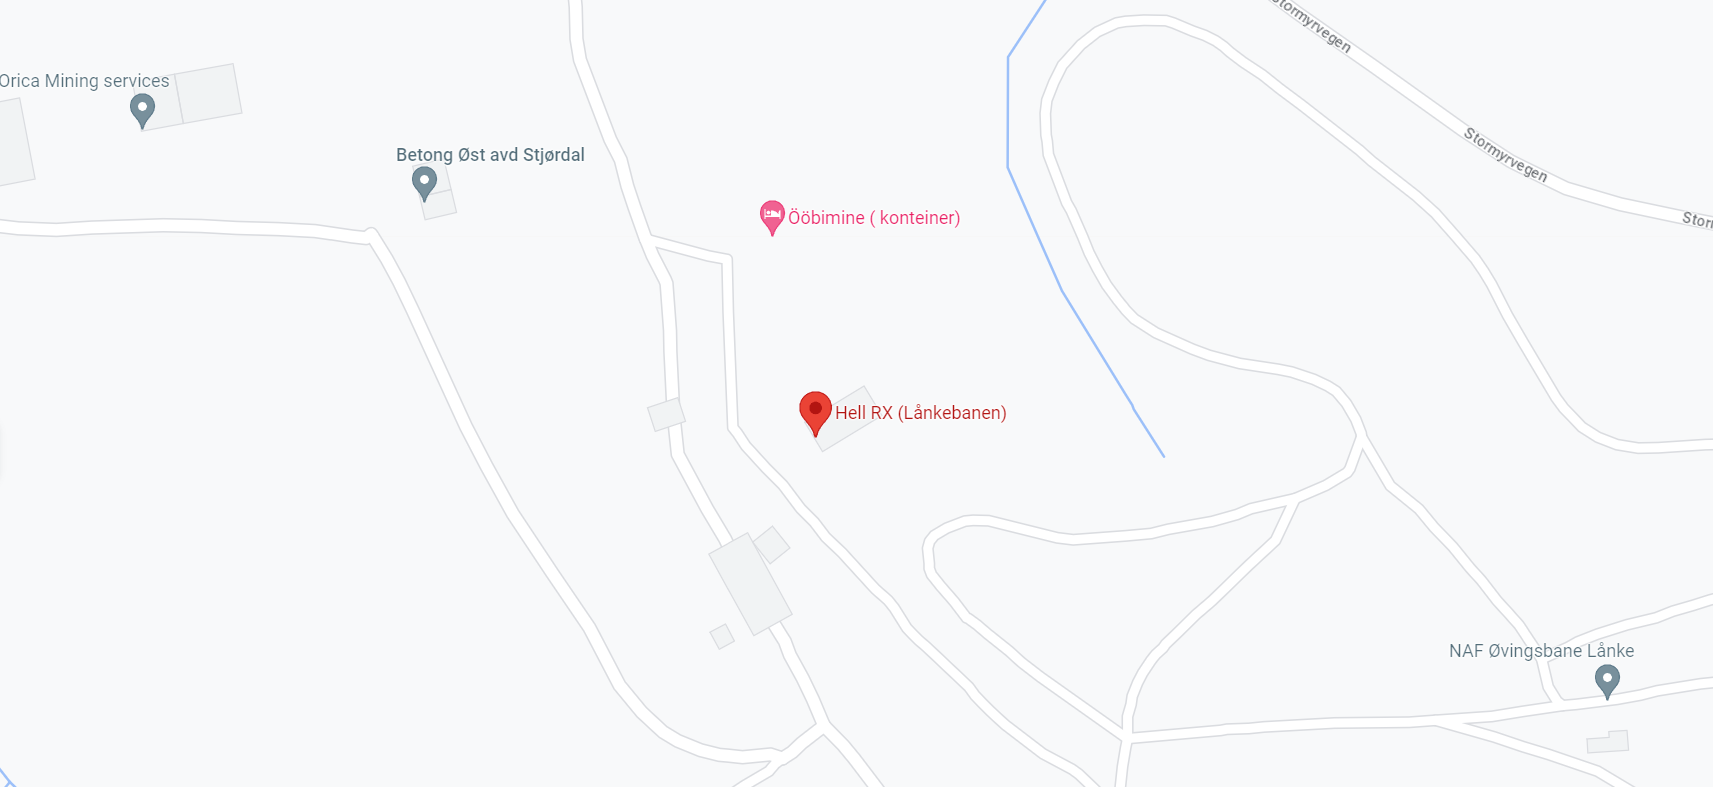 Stormyrvegen
Orica Mining services
Stormyrvegen
Betong Øst avd Stjørdal
Ööbimine ( konteiner)
Hell RX (Lånkebanen)
NAF Øvingsbane Lånke